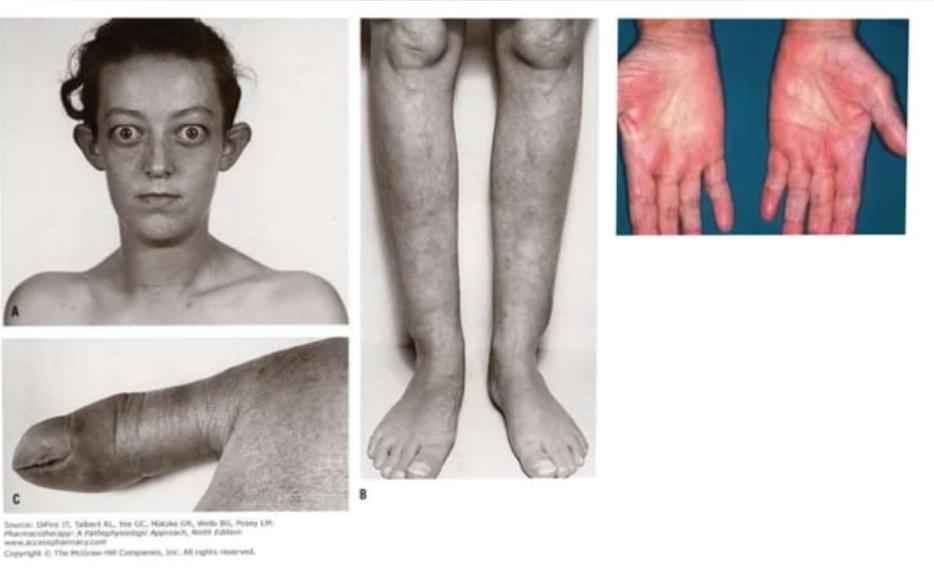 A
C
B
Source: DiPiro JT, Talbert RL, Yee GC, Matzke GR, Wells BG, Posey LM:
Pharmacotherapy: A Pathophysiologic Approach, Ninth Edition:
www.accesspharmacy.com
Copyright © The McGraw-Hill Companies, Inc. All rights reserved.